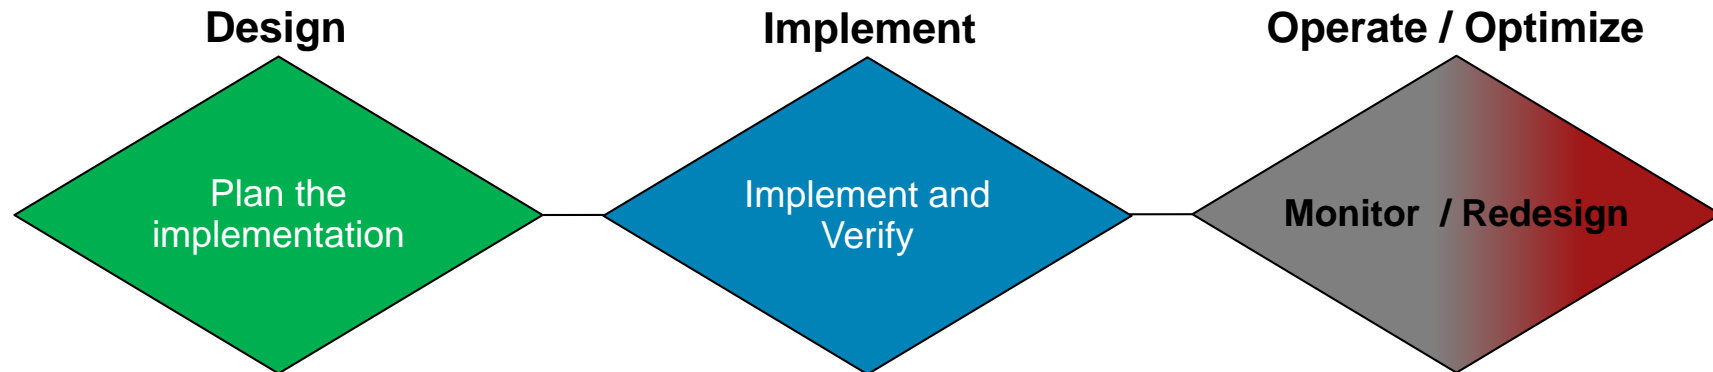 Design
Implement
Operate / Optimize
Plan the
implementation
Implement and
Verify
Monitor / Redesign